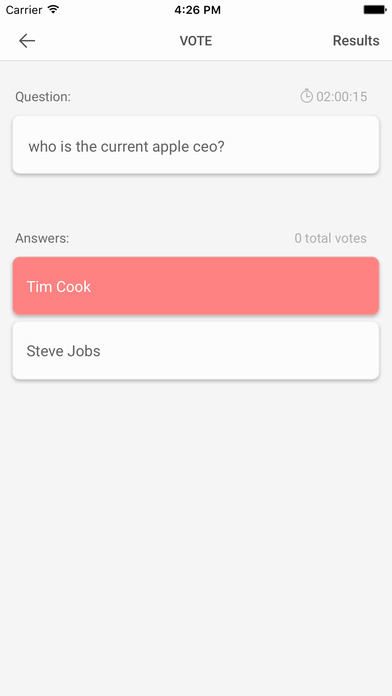 Carrier 4:26 PM
VOTE Results
Question: 02:00:15
who is the current apple ceo?
Answers: 0 total votes
Tim Cook
Steve Jobs